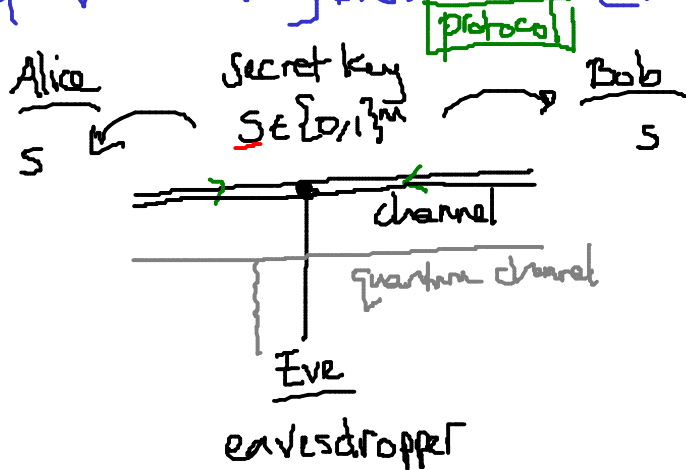 protocol
Alice secret key Bob
S S ∈ {0,1}^m S
channel
quantum channel
Eve
eavesdropper